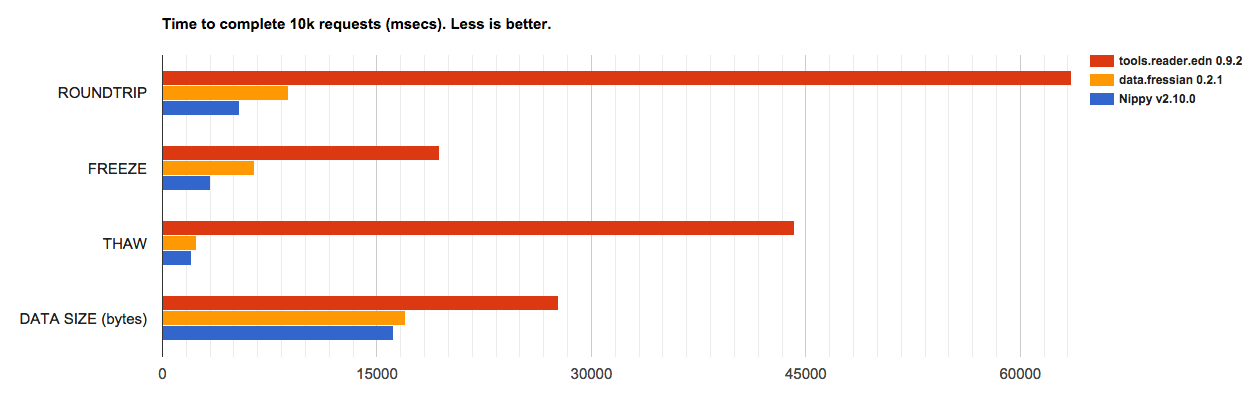 Time to complete 10k requests (msecs). Less is better.
tools.reader.edn 0.9.2
data.fressian 0.2.1
Nippy v2.10.0
ROUNDTRIP
FREEZE
THAW
DATA SIZE (bytes)
0 15000 30000 45000 60000